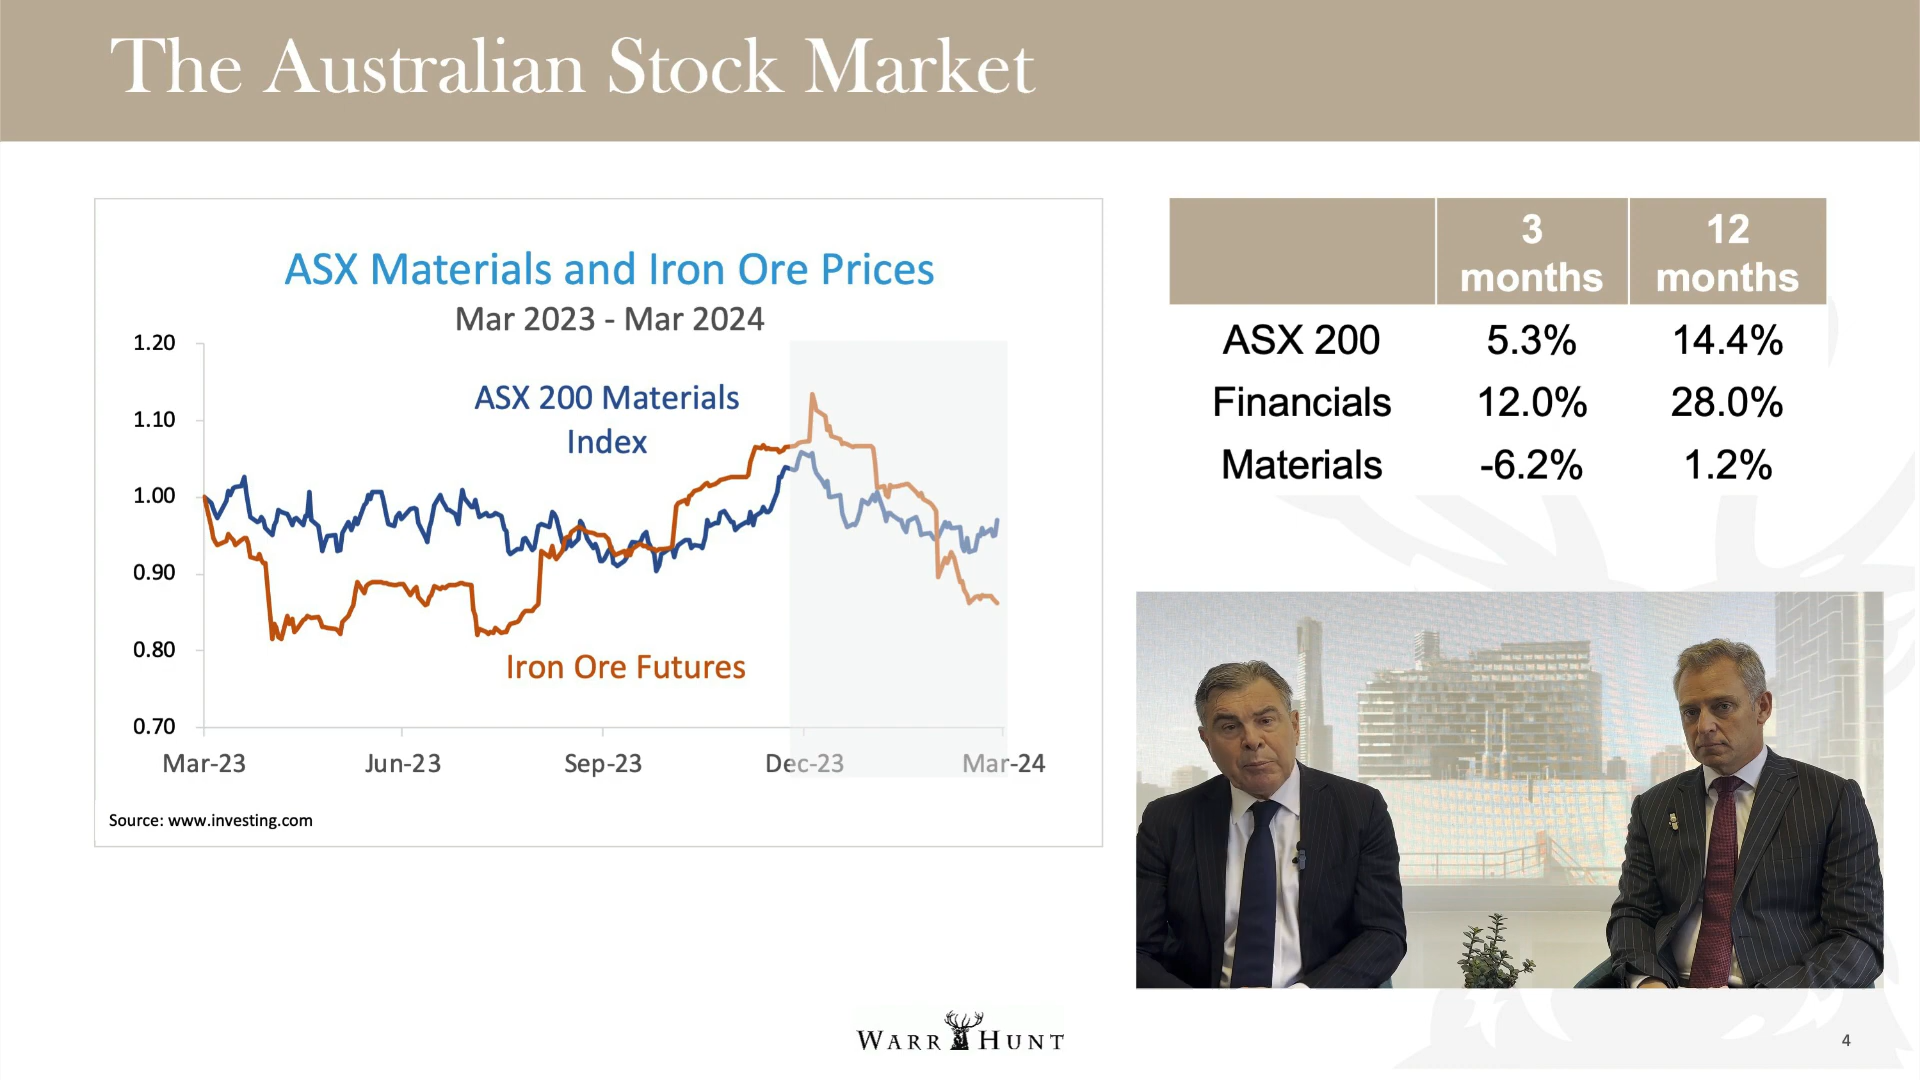 The Australian Stock Market
ASX Materials and Iron Ore Prices
Mar 2023 - Mar 2024
1.20
1.10
1.00
0.90
0.80
0.70
ASX 200 Materials
Index
Iron Ore Futures
Mar-23 Jun-23 Sep-23 Dec-23 Mar-24
Source: www.investing.com
3 months 12 months
ASX 200 5.3% 14.4%
Financials 12.0% 28.0%
Materials -6.2% 1.2%
WARR HUNT
4